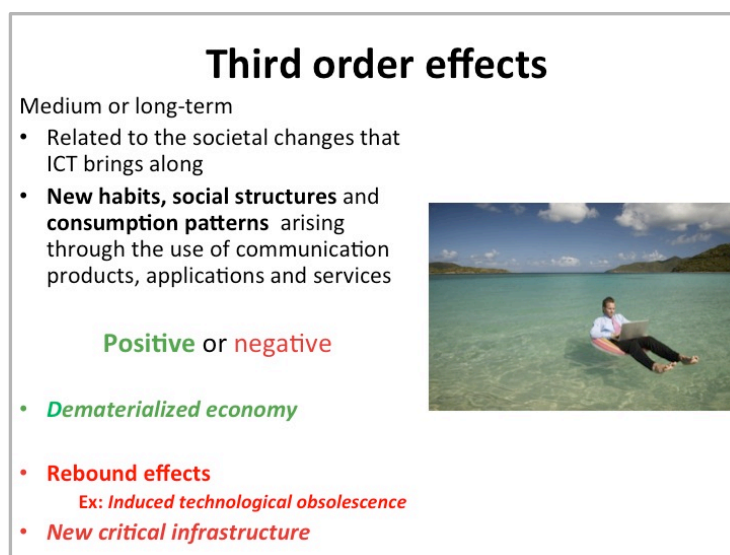 Third order effects
Medium or long-term
• Related to the societal changes that
ICT brings along
• New habits, social structures and
consumption patterns arising
through the use of communication
products, applications and services
Positive or negative
• Dematerialized economy
• Rebound effects
Ex: Induced technological obsolescence
• New critical infrastructure